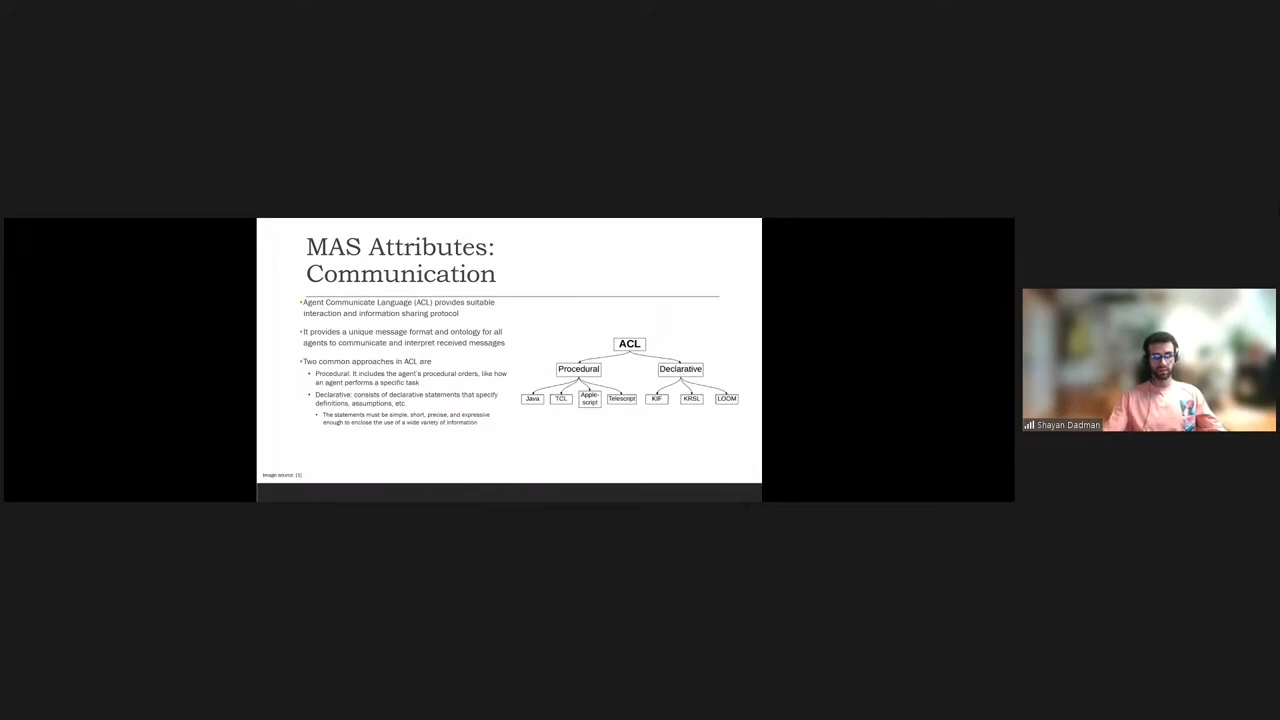 MAS Attributes:
Communication
•Agent Communicate Language (ACL) provides suitable
interaction and information sharing protocol
•It provides a unique message format and ontology for all
agents to communicate and interpret received messages
•Two common approaches in ACL are
• Procedural: It includes the agent's procedural orders, like how
an agent performs a specific task
• Declarative: consists of declarative statements that specify
definitions, assumptions, etc.
• The statements must be simple, short, precise, and expressive
enough to enclose the use of a wide variety of information
ACL
Procedural Declarative
Java TCL Apple-
script Telescript KIF KRSL LOOM
Image source: [1]
Shayan Dadman